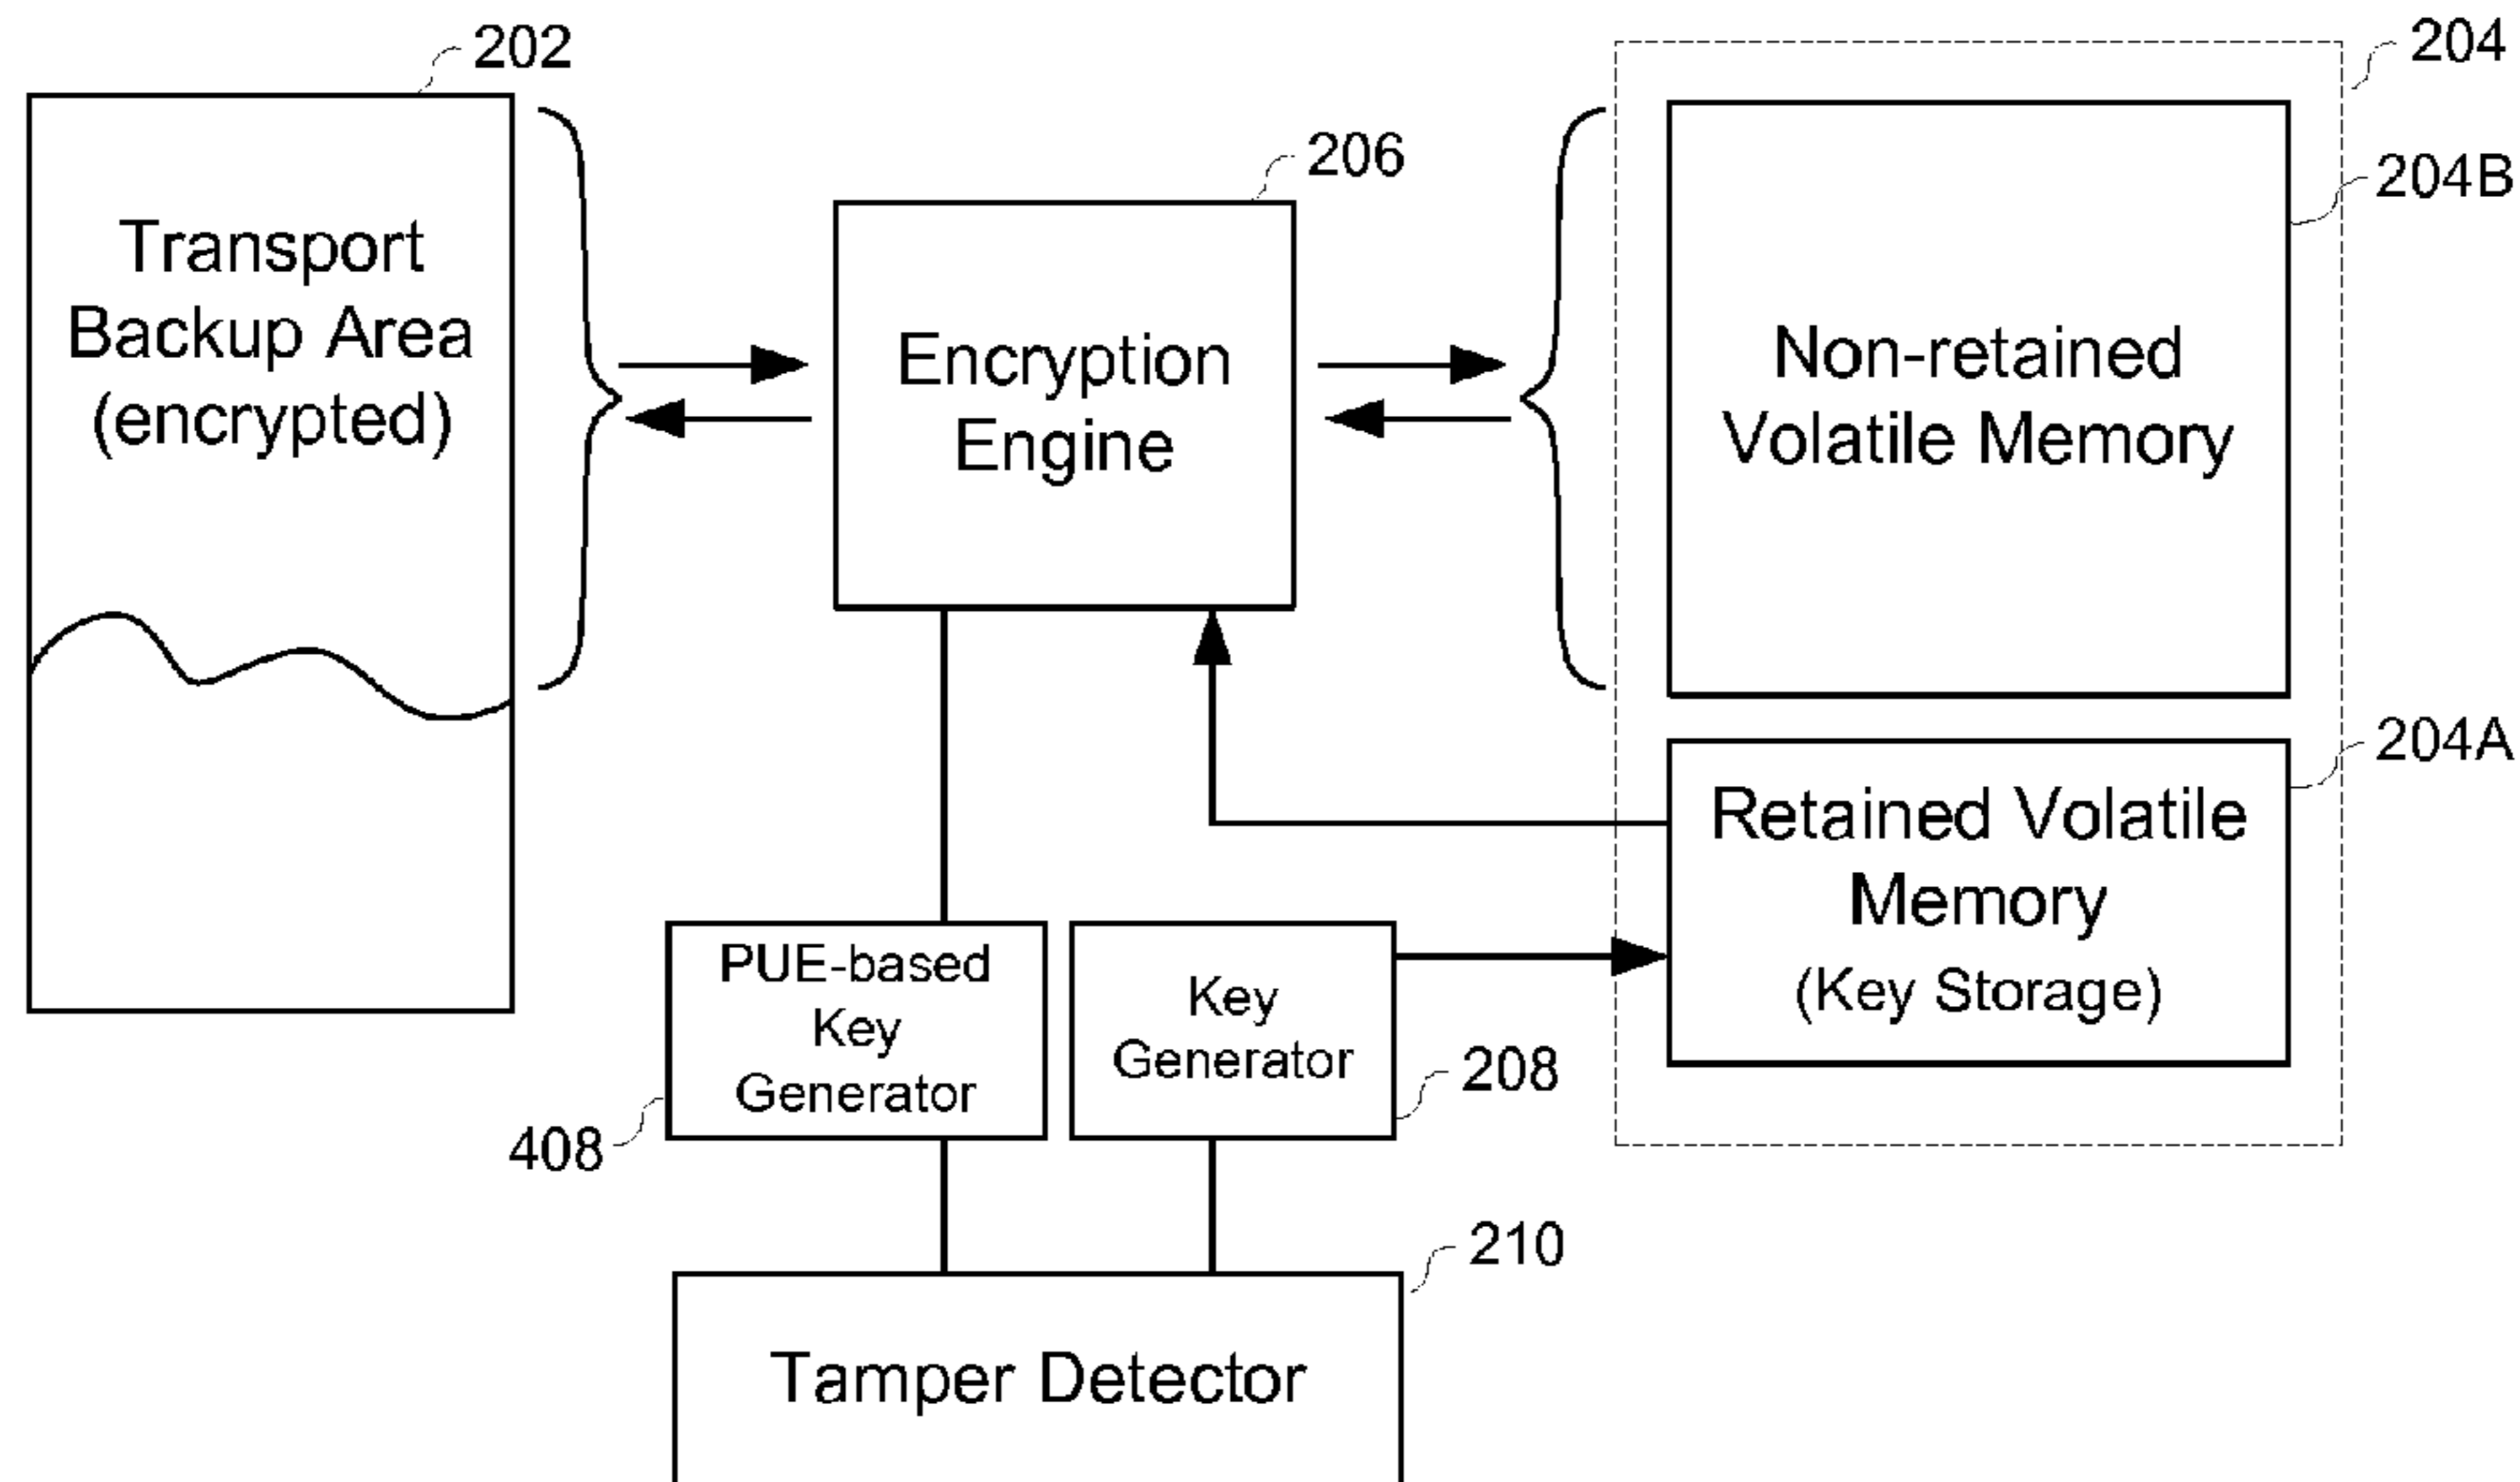 202
Transport
Backup Area
(encrypted)
206
Encryption
Engine
204
204B
Non-retained
Volatile Memory
204A
Retained Volatile
Memory
(Key Storage)
PUE-based
Key
Generator
408
Key
Generator
208
210
Tamper Detector